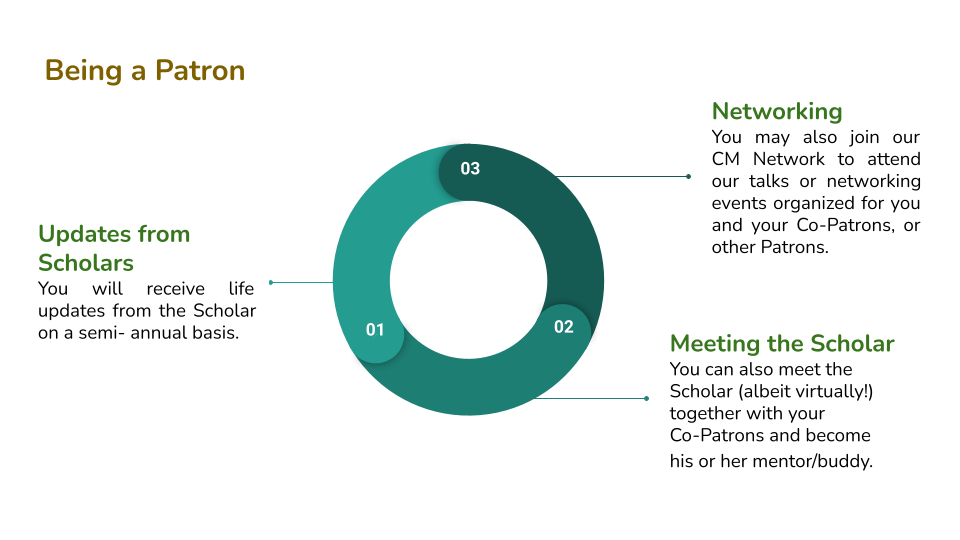 Being a Patron
Updates from
Scholars
You will receive life
updates from the Scholar
on a semi- annual basis.
01
02
03
Meeting the Scholar
You can also meet the
Scholar (albeit virtually!)
together with your
Co-Patrons and become
his or her mentor/buddy.
Networking
You may also join our
CM Network to attend
our talks or networking
events organized for you
and your Co-Patrons, or
other Patrons.